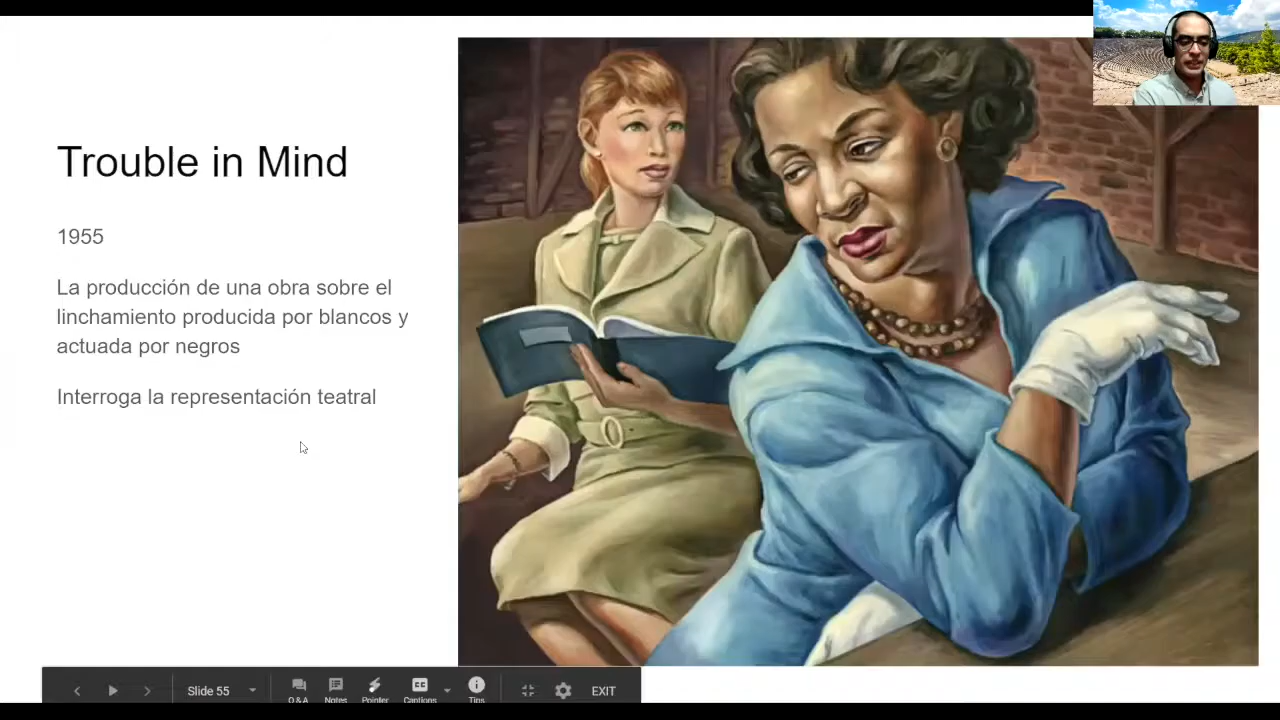 Trouble in Mind
1955
La producción de una obra sobre el
linchamiento producida por blancos y
actuada por negros
Interroga la representación teatral
Slide 55
Q & A
Notes
Pointer
Captions
Tips
EXIT